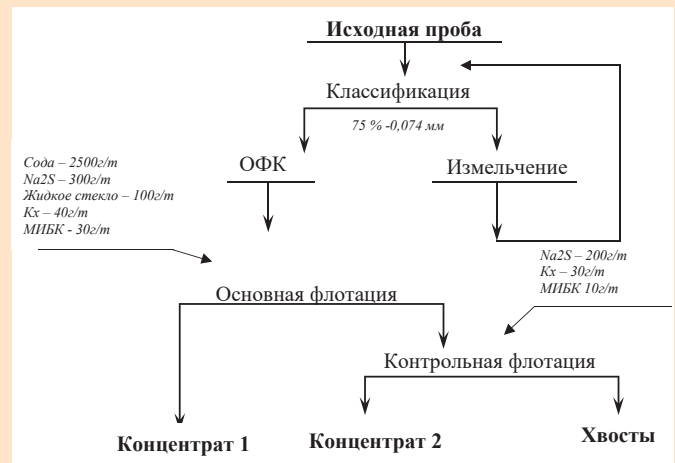 Исходная проба
Классификация
75 % -0,074 мм
Сода – 2500г/т
Na2S – 300г/т
Жидкое стекло – 100г/т
Кх – 40г/т
МИБК - 30г/т
ОФК
Измельчение
Na2S – 200г/т
Кх – 30г/т
МИБК 10г/т
Основная флотация
Контрольная флотация
Концентрат 1
Концентрат 2
Хвосты